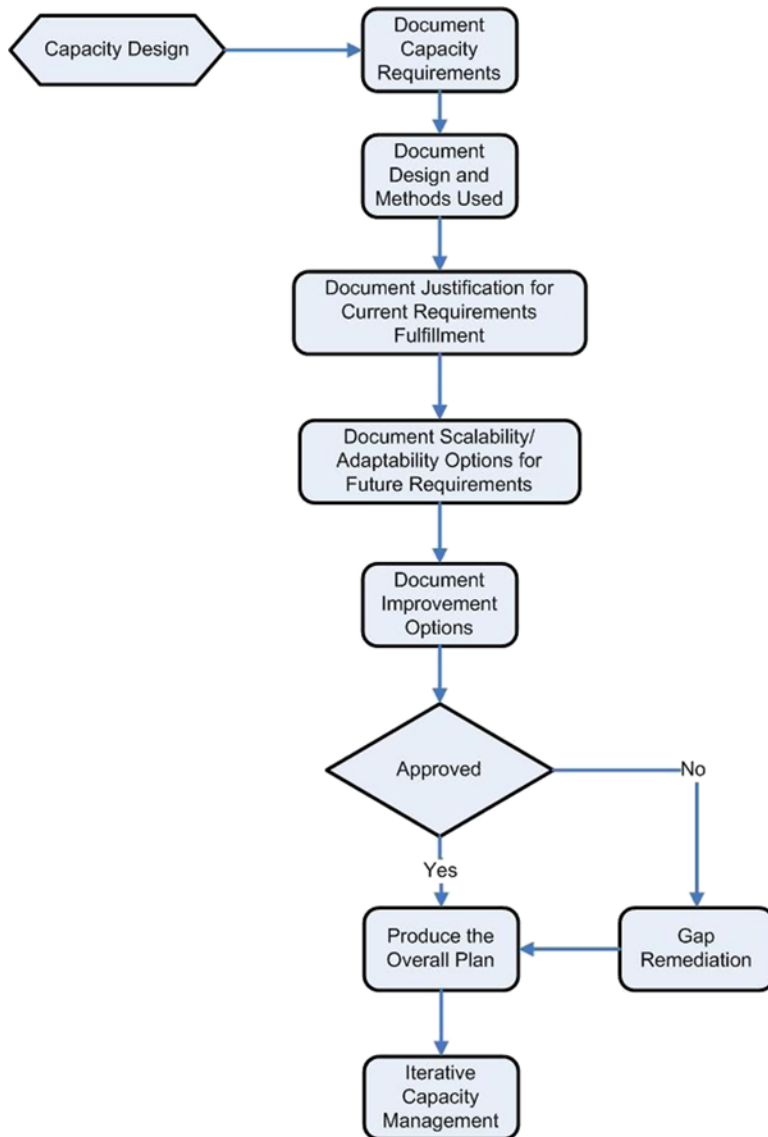 Capacity Design
Document
Capacity
Requirements
Document
Design and
Methods Used
Document Justification for
Current Requirements
Fulfillment
Document Scalability/
Adaptability Options for
Future Requirements
Document
Improvement
Options
Approved
No
Yes
Produce the
Overall Plan
Gap
Remediation
Iterative
Capacity
Management